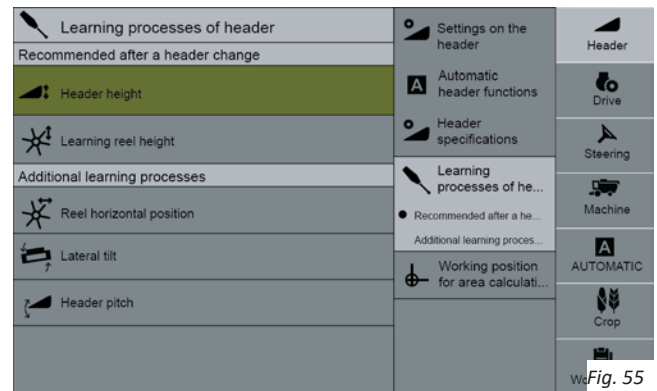 Learning processes of header
Recommended after a header change
Header height
Learning reel height
Additional learning processes
Reel horizontal position
Lateral tilt
Header pitch
Settings on the
header
A
Automatic
header functions
Header
specifications
Learning
processes of he...
Recommended after a he...
Additional learning proces...
Working position
for area calculati...
Header
Drive
Steering
Machine
A
AUTOMATIC
Crop
Fig. 55